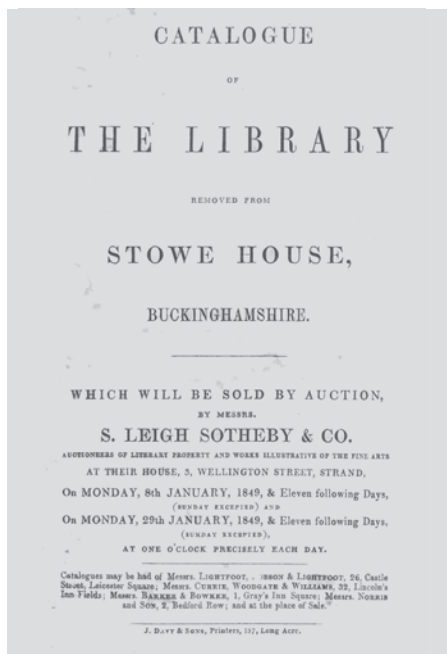 CATALOGUE
OF
THE LIBRARY
REMOVED FROM
STOWE HOUSE,
BUCKINGHAMSHIRE.
WHICH WILL BE SOLD BY AUCTION,
BY MESSRS.
S. LEIGH SOTHEBY & CO.
AUCTIONEERS OF LITERARY PROPERTY AND WORKS ILLUSTRATIVE OF THE FINE ARTS
AT THEIR HOUSE, 3, WELLINGTON STREET, STRAND,
On MONDAY, 8th JANUARY, 1849, & Eleven following Days,
(SUNDAY EXCEPTED) AND
On MONDAY, 29th JANUARY, 1849, & Eleven following Days,
(SUNDAY EXCEPTED),
AT ONE O'CLOCK PRECISELY EACH DAY.
Catalogues may be had of Messrs. LIGHTFOOT, & LIGHTFOOT, 26, Castle
Street, Leicester Square; Messrs. CURRIE, WOODGATE & WILLIAMS, 32, Lincoln's
Inn Fields; Messrs. BARKER & BOWKER, 1, Gray's Inn Square; Messrs. NORRIS
and SON, 2, Bedford Row; and at the place of Sale.
J. DAVY & SONS, Printers, 137, Long Acre.